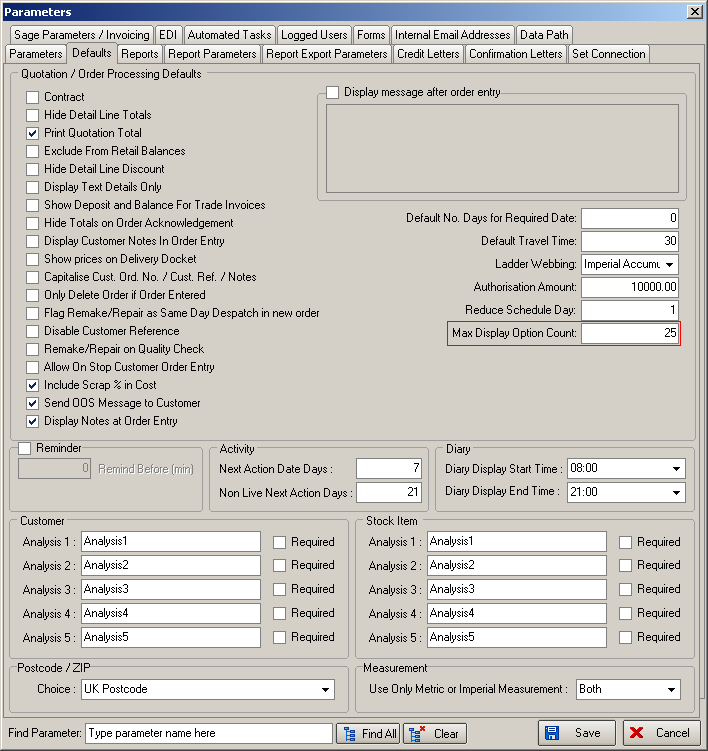 Parameters
Sage Parameters / Invoicing EDI Automated Tasks Logged Users Forms Internal Email Addresses Data Path
Parameters Defaults Reports Report Parameters Report Export Parameters Credit Letters Confirmation Letters Set Connection
Quotation / Order Processing Defaults
Contract
Hide Detail Line Totals
Print Quotation Total
Exclude From Retail Balances
Hide Detail Line Discount
Display Text Details Only
Show Deposit and Balance For Trade Invoices
Hide Totals on Order Acknowledgement
Display Customer Notes In Order Entry
Show prices on Delivery Docket
Capitalise Cust. Ord. No. / Cust. Ref. / Notes
Only Delete Order if Order Entered
Flag Remake/Repair as Same Day Despatch in new order
Disable Customer Reference
Remake/Repair on Quality Check
Allow On Stop Customer Order Entry
Include Scrap % in Cost
Send OOS Message to Customer
Display Notes at Order Entry
Display message after order entry
Default No. Days for Required Date: 0
Default Travel Time: 30
Ladder Webbing: Imperial Accumu
Authorisation Amount: 10000.00
Reduce Schedule Day: 1
Max Display Option Count: 25
Reminder
0 Remind Before (min)
Activity
Next Action Date Days : 7
Non Live Next Action Days : 21
Diary
Diary Display Start Time : 08:00
Diary Display End Time : 21:00
Customer
Analysis 1 : Analysis1 Required
Analysis 2 : Analysis2 Required
Analysis 3 : Analysis3 Required
Analysis 4 : Analysis4 Required
Analysis 5 : Analysis5 Required
Stock Item
Analysis 1 : Analysis1 Required
Analysis 2 : Analysis2 Required
Analysis 3 : Analysis3 Required
Analysis 4 : Analysis4 Required
Analysis 5 : Analysis5 Required
Postcode / ZIP
Choice : UK Postcode
Measurement
Use Only Metric or Imperial Measurement : Both
Find Parameter: Type parameter name here Find All Clear Save Cancel